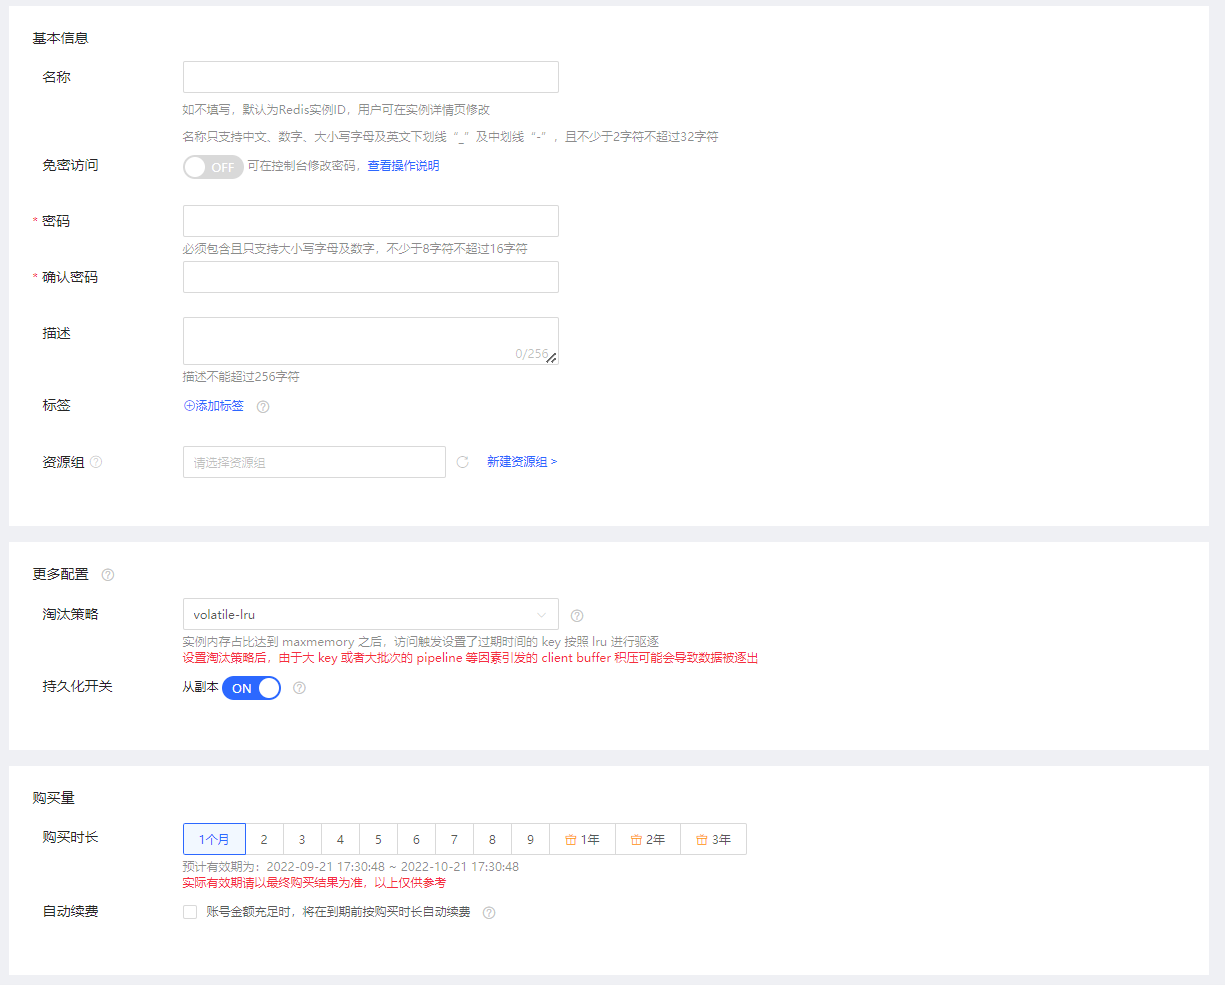 基本信息
名称
如不填写，默认为Redis实例ID，用户可在实例详情页修改
名称只支持中文、数字、大小写字母及英文下划线“_”及中划线“-”，且不少于2字符不超过32字符
免密访问 OFF 可在控制台修改密码，查看操作说明
* 密码
必须包含且只支持大小写字母及数字，不少于8字符不超过16字符
* 确认密码
描述
0/256
描述不能超过256字符
标签 添加标签
资源组 请选择资源组 新建资源组 >
更多配置
淘汰策略 volatile-lru
实例内存占比达到 maxmemory 之后，访问触发设置了过期时间的 key 按照 lru 进行驱逐
设置淘汰策略后，由于大 key 或者大批次的 pipeline 等因素引发的 client buffer 积压可能会导致数据被逐出
持久化开关 从副本 ON
购买量
购买时长 1个月 2 3 4 5 6 7 8 9 1年 2年 3年
预计有效期为：2022-09-21 17:30:48 ~ 2022-10-21 17:30:48
实际有效期请以最终购买结果为准，以上仅供参考
自动续费 账号金额充足时，将在到期前按购买时长自动续费